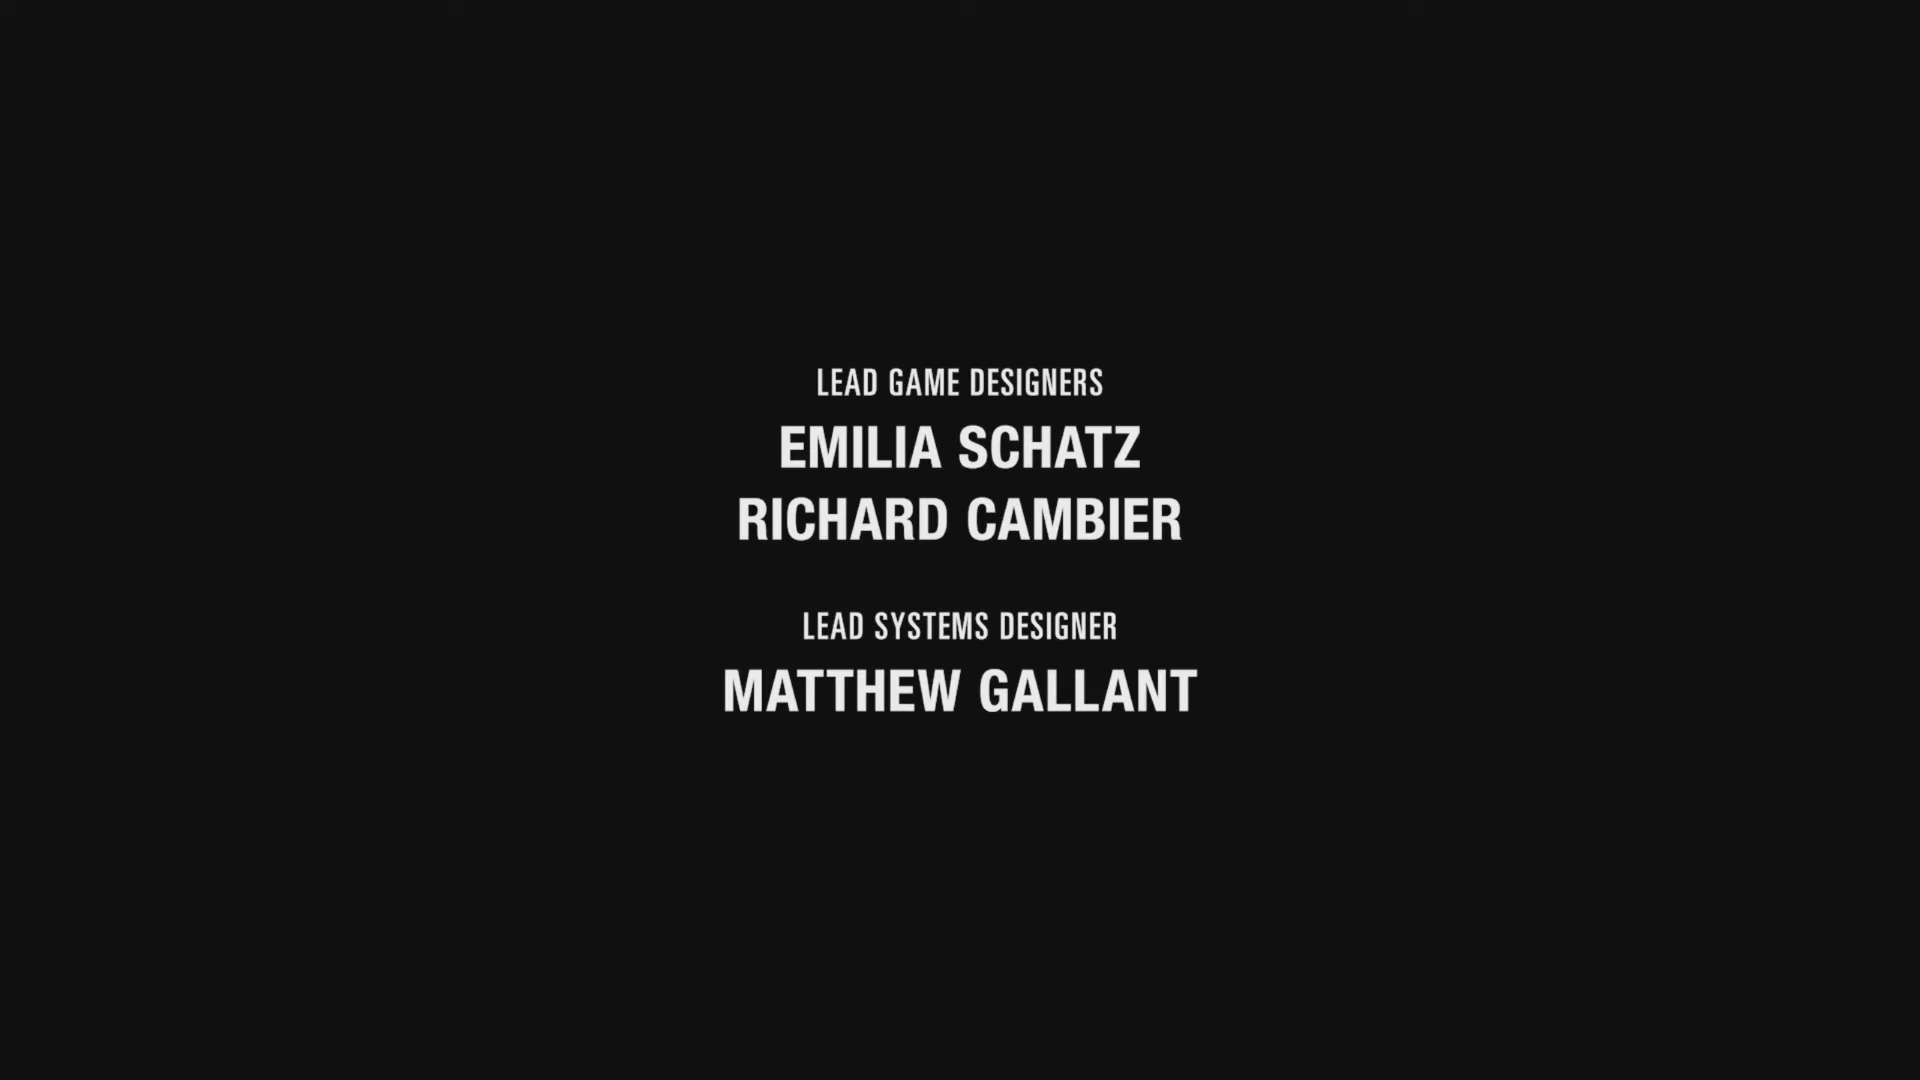 LEAD GAME DESIGNERS
EMILIA SCHATZ
RICHARD CAMBIER
LEAD SYSTEMS DESIGNER
MATTHEW GALLANT